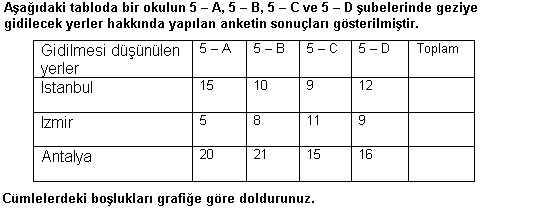 Aşağıdaki tabloda bir okulun 5 – A, 5 – B, 5 – C ve 5 – D şubelerinde geziye
gidilecek yerler hakkında yapılan anketin sonuçları gösterilmiştir.
Gidilmesi düşünülen yerler 5 – A 5 – B 5 – C 5 – D Toplam
İstanbul 15 10 9 12
İzmir 5 8 11 9
Antalya 20 21 15 16
Cümlelerdeki boşlukları grafiğe göre doldurunuz.